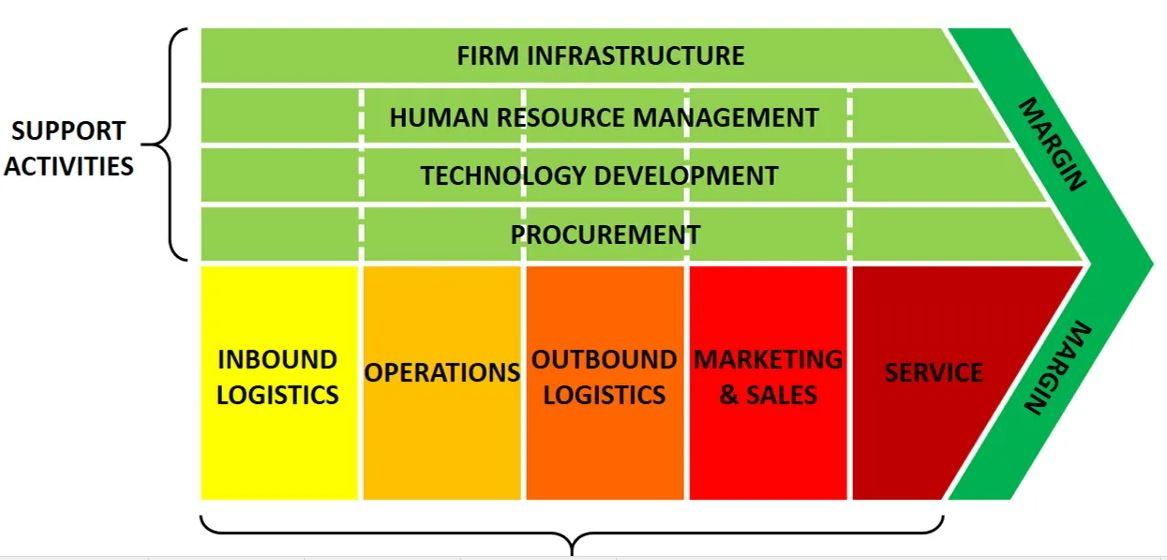 FIRM INFRASTRUCTURE
SUPPORT
ACTIVITIES
HUMAN RESOURCE MANAGEMENT
TECHNOLOGY DEVELOPMENT
PROCUREMENT
MARGIN
INBOUND
LOGISTICS
OPERATIONS
OUTBOUND
LOGISTICS
MARKETING
& SALES
SERVICE
MARGIN